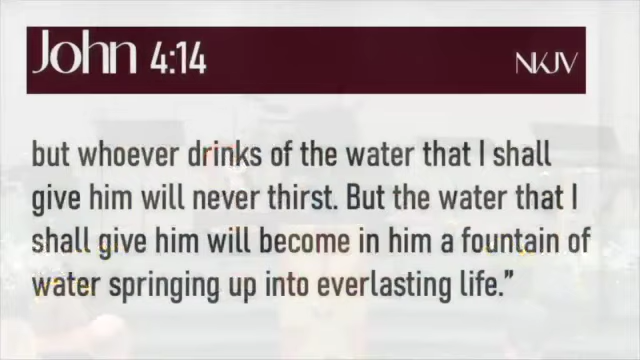 John 4:14 NKJV
but whoever drinks of the water that I shall
give him will never thirst. But the water that I
shall give him will become in him a fountain of
water springing up into everlasting life.”